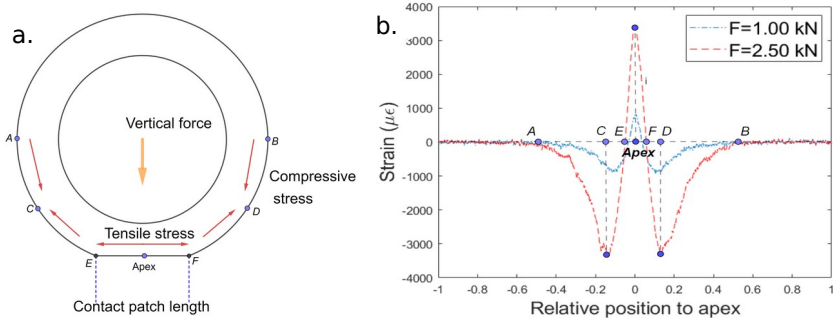 a.
A
B
C
D
E
F
Vertical force
Compressive
stress
Tensile stress
Apex
Contact patch length
b.
4000
3000
2000
1000
0
-1000
-2000
-3000
-4000
Strain (με)
F=1.00 kN
F=2.50 kN
i
A
C
E
F
D
B
Apex
-1
-0.8
-0.6
-0.4
-0.2
0
0.2
0.4
0.6
0.8
1
Relative position to apex